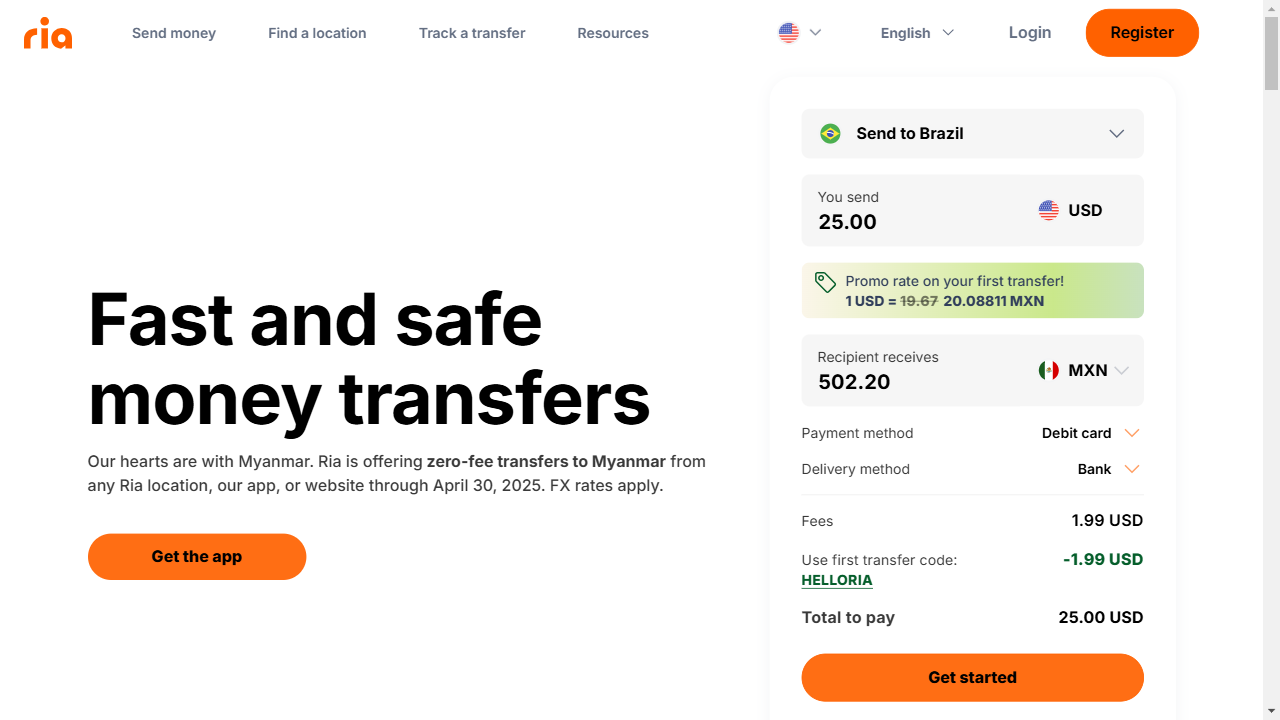 ria
Send money
Find a location
Track a transfer
Resources
English
Login
Register
Fast and safe
money transfers
Our hearts are with Myanmar. Ria is offering zero-fee transfers to Myanmar from
any Ria location, our app, or website through April 30, 2025. FX rates apply.
Get the app
Send to Brazil
You send
25.00
USD
Promo rate on your first transfer!
1 USD = 19.67 20.08811 MXN
Recipient receives
502.20
MXN
Payment method
Debit card
Delivery method
Bank
Fees
1.99 USD
Use first transfer code:
HELLORIA
-1.99 USD
Total to pay
25.00 USD
Get started